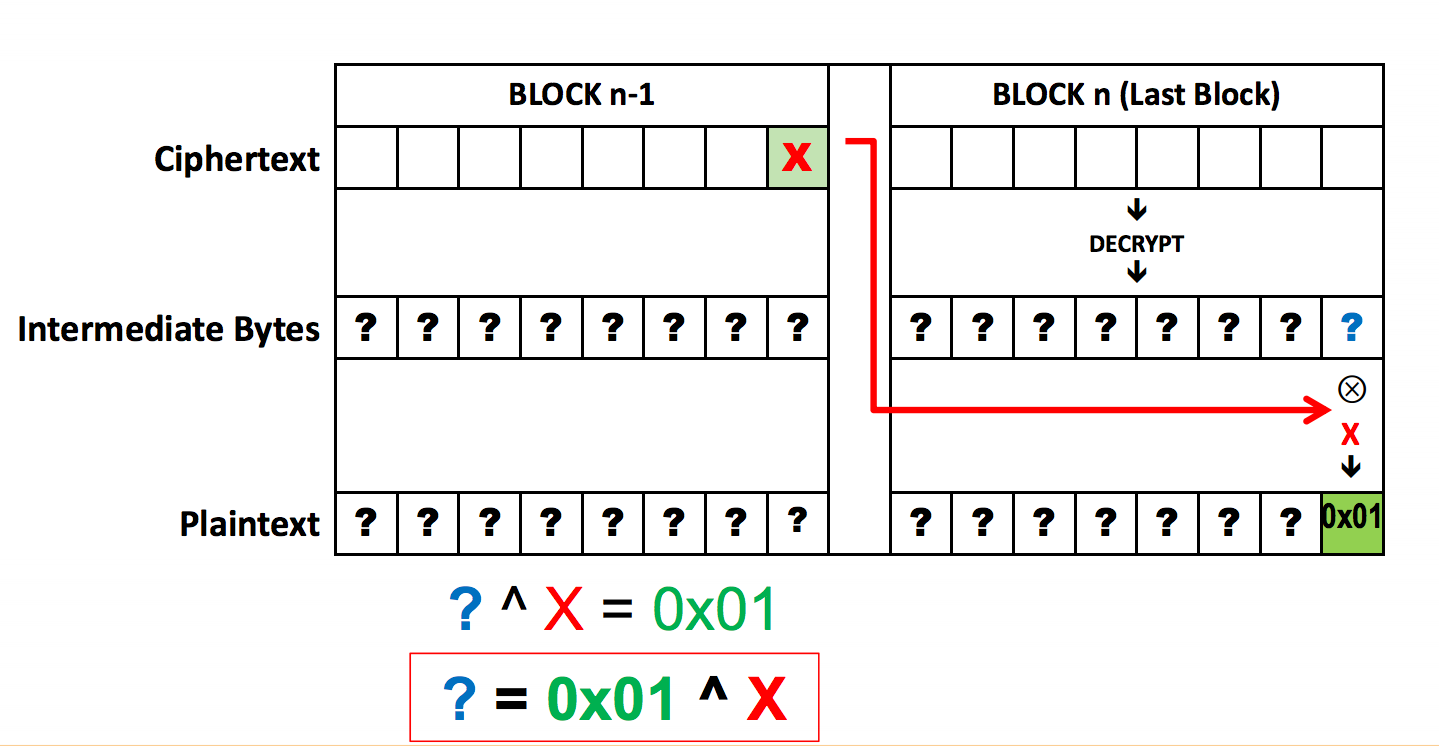 BLOCK n-1 BLOCK n (Last Block)
Ciphertext X
↓
DECRYPT
↓
Intermediate Bytes ? ? ? ? ? ? ? ? ? ? ? ? ? ? ? ?
⊗
X
↓
Plaintext ? ? ? ? ? ? ? ? ? ? ? ? ? ? ? 0x01
? ^ X = 0x01
? = 0x01 ^ X